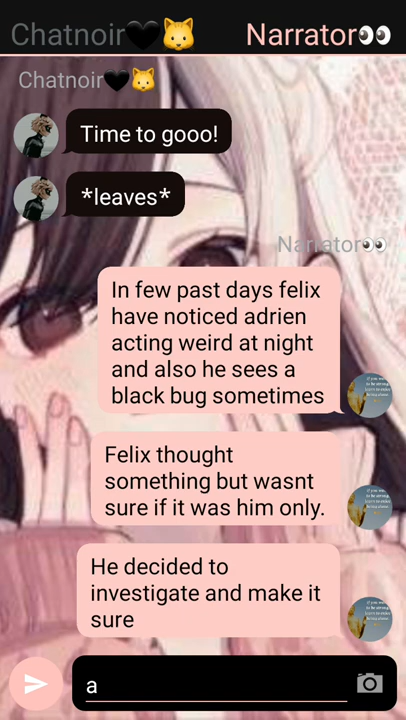 Chatnoir🖤🐱 Narrator👀
Chatnoir🖤🐱
Time to gooo!
*leaves*
Narrator👀
In few past days felix
have noticed adrien
acting weird at night
and also he sees a
black bug sometimes
Felix thought
something but wasnt
sure if it was him only.
He decided to
investigate and make it
sure
a